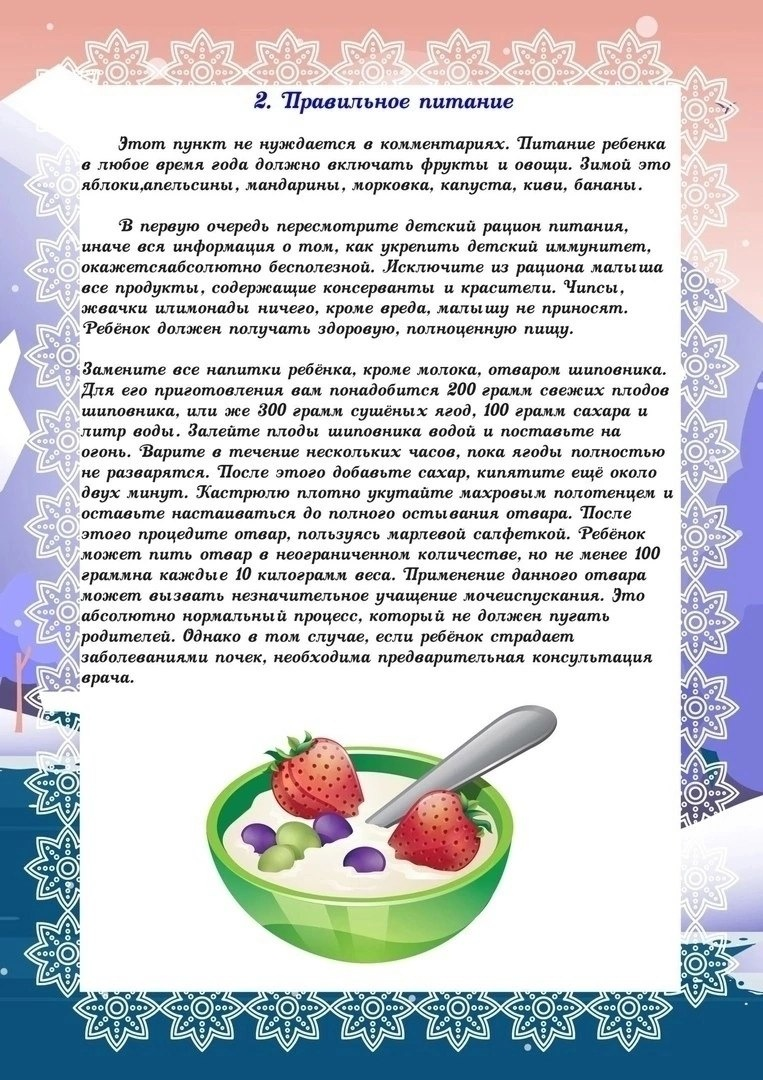 2. Правильное питание
Этот пункт не нуждается в комментариях. Питание ребенка
в любое время года должно включать фрукты и овощи. Зимой это
яблоки,апельсины, мандарины, морковка, капуста, киви, бананы.
В первую очередь пересмотрите детский рацион питания,
иначе вся информация о том, как укрепить детский иммунитет,
окажетсяабсолютно бесполезной. Исключите из рациона малыша
все продукты, содержащие консерванты и красители. Чипсы,
жвачки илимонады ничего, кроме вреда, малышу не приносят.
Ребёнок должен получать здоровую, полноценную пищу.
Замените все напитки ребёнка, кроме молока, отваром шиповника.
Для его приготовления вам понадобится 200 грамм свежих плодов
шиповника, или же 300 грамм сушёных ягод, 100 грамм сахара и
литр воды. Залейте плоды шиповника водой и поставьте на
огонь. Варите в течение нескольких часов, пока ягоды полностью
не разварятся. После этого добавьте сахар, кипятите ещё около
двух минут. Кастрюлю плотно укутайте махровым полотенцем и
оставьте настаиваться до полного остывания отвара. После
этого процедите отвар, пользуясь марлевой салфеткой. Ребёнок
может пить отвар в неограниченном количестве, но не менее 100
граммна каждые 10 килограмм веса. Применение данного отвара
может вызвать незначительное учащение мочеиспускания. Это
абсолютно нормальный процесс, который не должен пугать
родителей. Однако в том случае, если ребёнок страдает
заболеваниями почек, необходима предварительная консультация
врача.